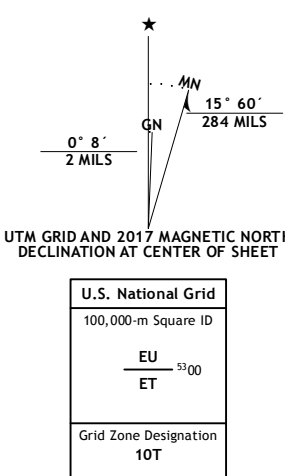 ★
MN
GN
15° 60´
284 MILS
0° 8´
2 MILS
UTM GRID AND 2017 MAGNETIC NORTH
DECLINATION AT CENTER OF SHEET
U.S. National Grid
100,000-m Square ID
EU
5300
ET
Grid Zone Designation
10T